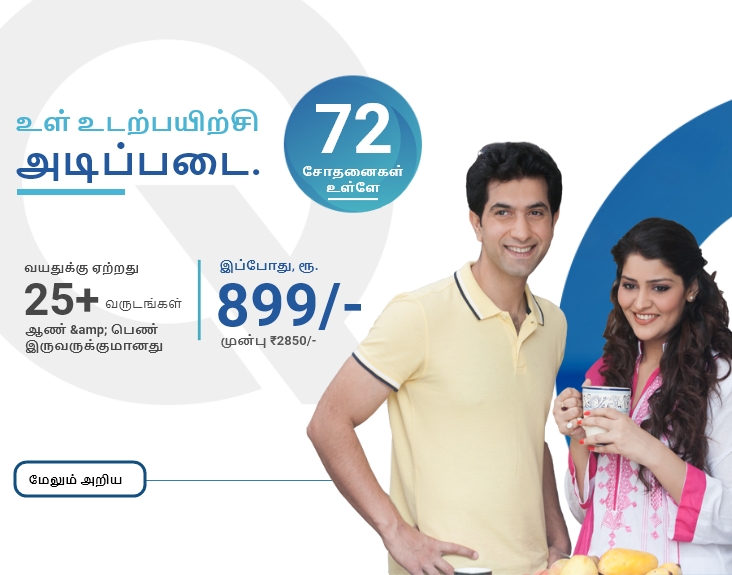 உள் உடற்பயிற்சி
அடிப்படை.
72
சோதனைகள்
உள்ளே
வயதுக்கு ஏற்றது
25+ வருடங்கள்
ஆண் &amp; பெண்
இருவருக்குமானது
இப்போது, ரூ.
899/-
முன்பு ₹2850/-
மேலும் அறிய